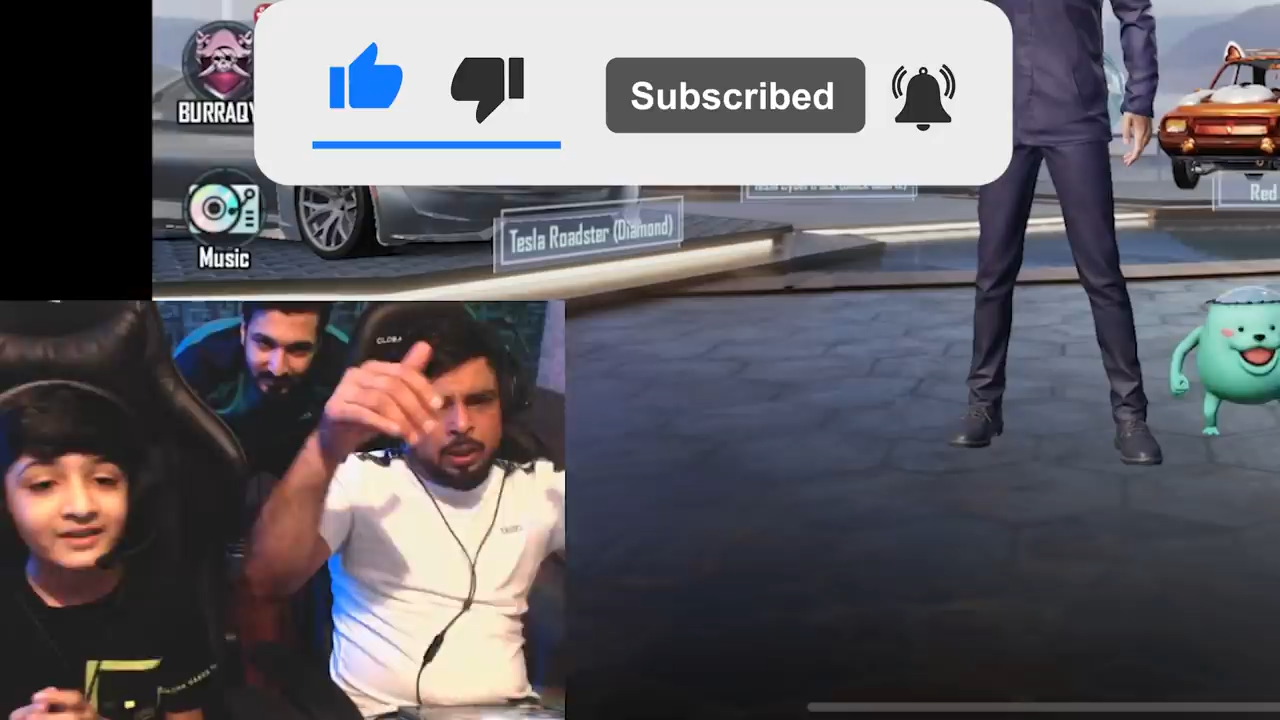 BURRAQ
Subscribed
Tesla Roadster (Diamond)
Red
Music